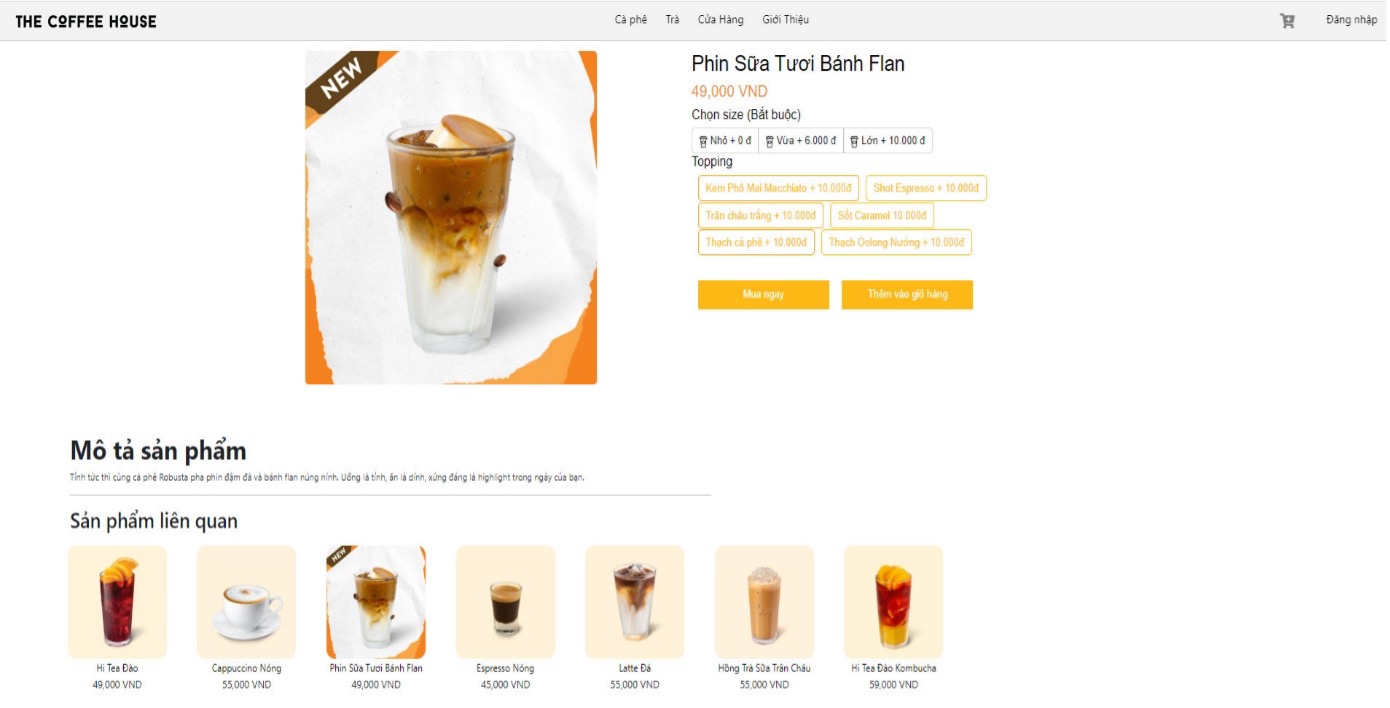 THE COFFEE HOUSE
Cà phê Trà Cửa Hàng Giới Thiệu
Đăng nhập
NEW
Phin Sữa Tươi Bánh Flan
49,000 VND
Chọn size (Bắt buộc)
Nhỏ + 0 đ Vừa + 6.000 đ Lớn + 10.000 đ
Topping
Kem Phô Mai Macchiato + 10.000đ Shot Espresso + 10.000đ
Trân châu trắng + 10.000đ Sốt Caramel 10.000đ
Thạch cà phê + 10.000đ Thạch Oolong Nướng + 10.000đ
Mua ngay Thêm vào giỏ hàng
Mô tả sản phẩm
Tỉnh tức thì cùng cà phê Robusta pha phin đậm đà và bánh flan núng nính. Uống là tỉnh, ăn là dính, xứng đáng là highlight trong ngày của bạn.
Sản phẩm liên quan
NEW
Hi Tea Đào Cappuccino Nóng Phin Sữa Tươi Bánh Flan Espresso Nóng Latte Đá Hồng Trà Sữa Trân Châu Hi Tea Đào Kombucha
49,000 VND 55,000 VND 49,000 VND 45,000 VND 55,000 VND 55,000 VND 59,000 VND